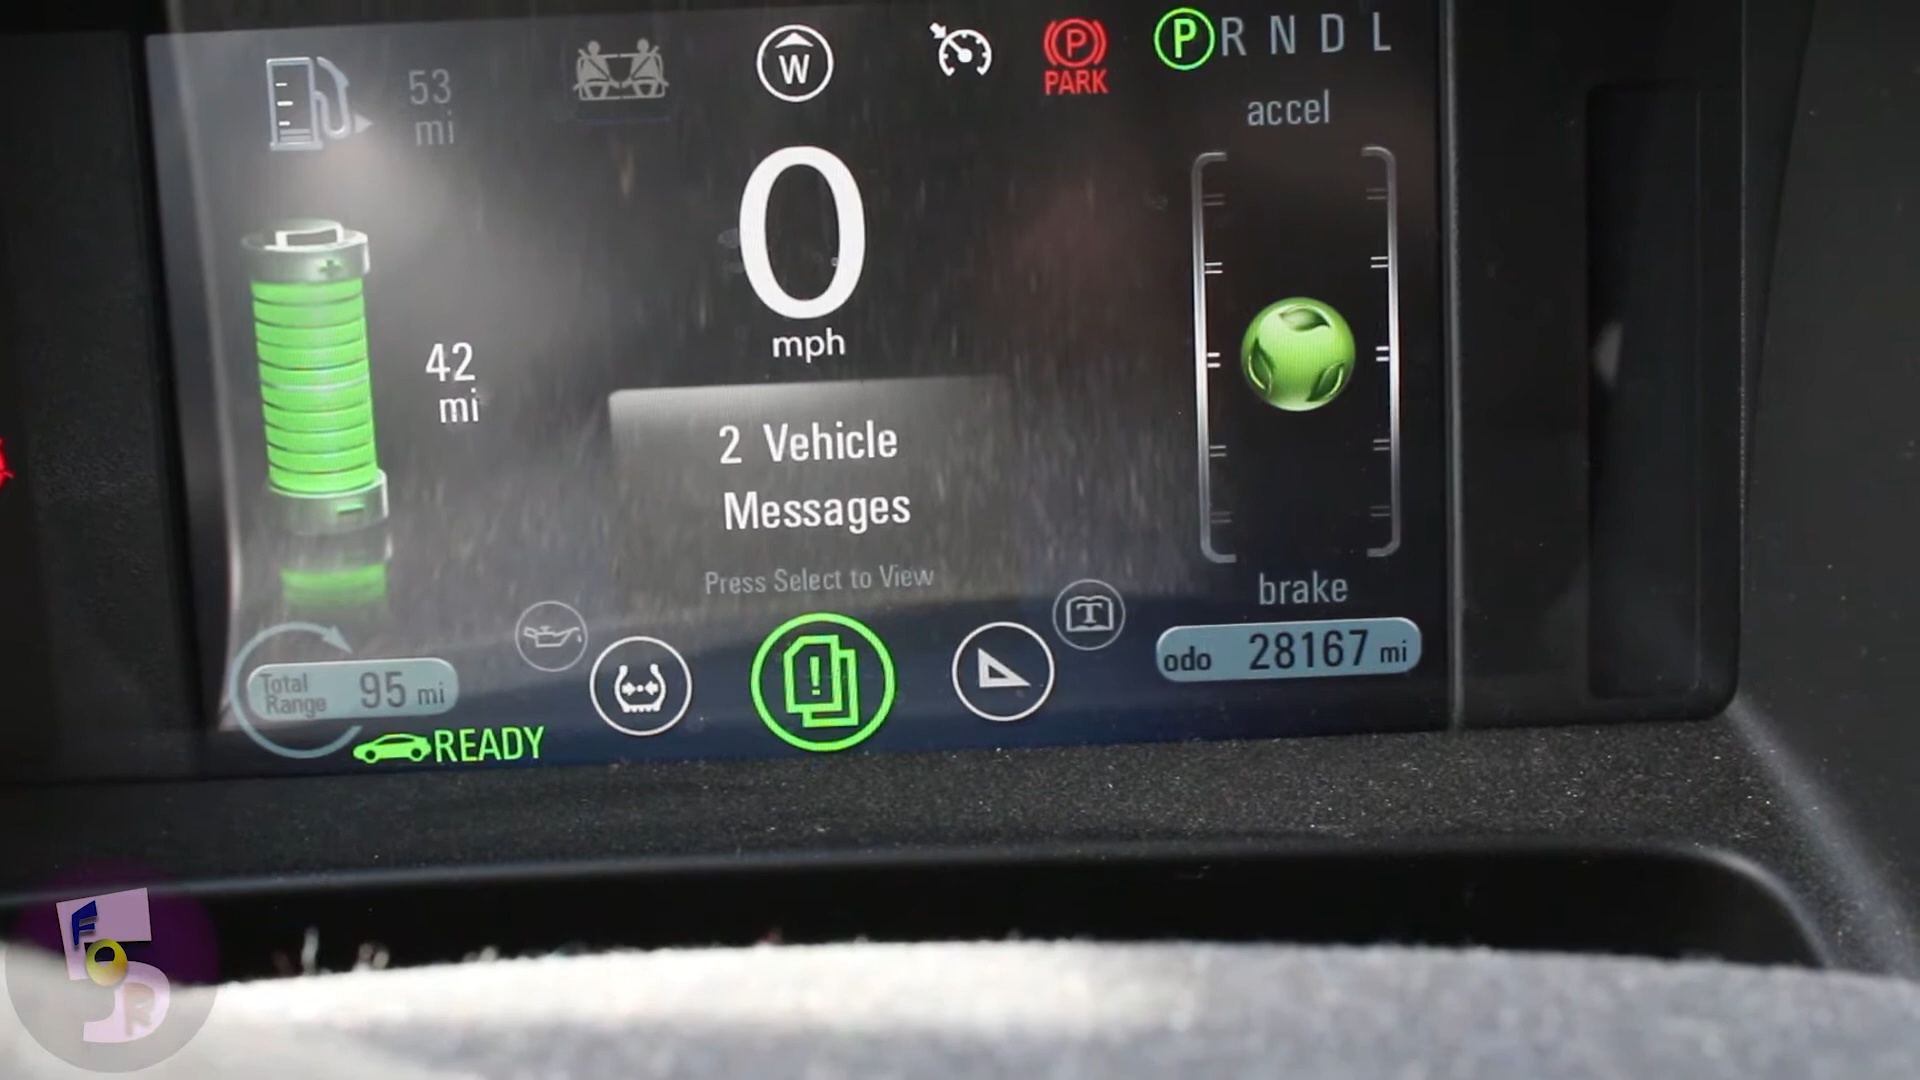 53
mi
W
P
PARK
P R N D L
accel
0
mph
42
mi
2 Vehicle
Messages
Press Select to View
T
brake
odo 28167 mi
Total
Range 95 mi
READY
!
F
O
R